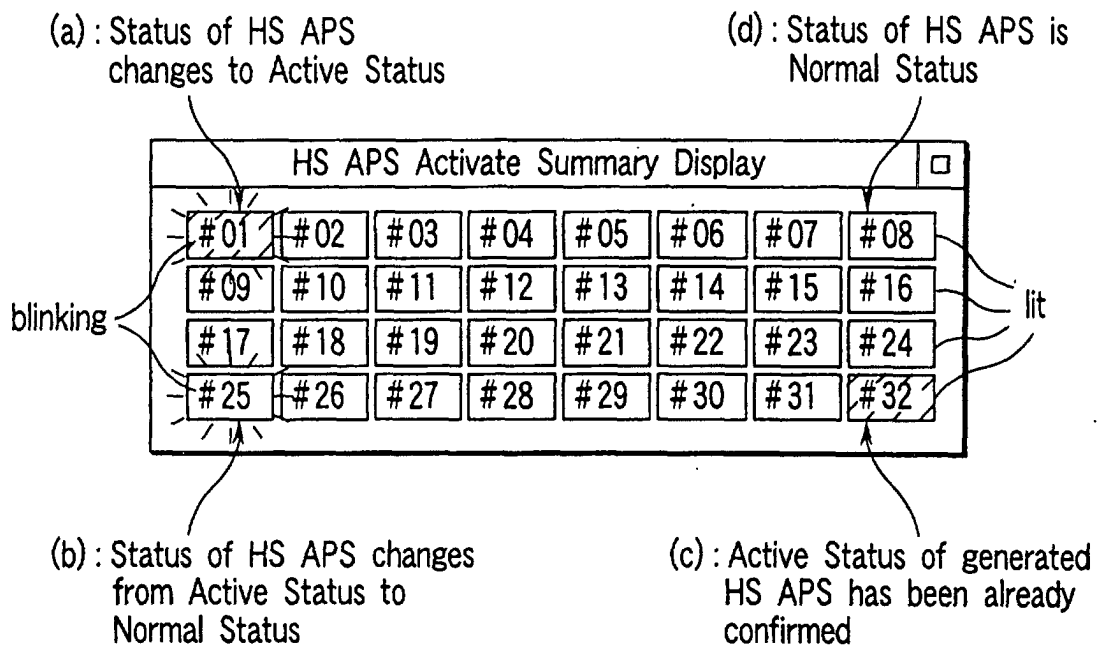 (a) : Status of HS APS
changes to Active Status
(d) : Status of HS APS is
Normal Status
HS APS Activate Summary Display
#01 #02 #03 #04 #05 #06 #07 #08
#09 #10 #11 #12 #13 #14 #15 #16
blinking
lit
#17 #18 #19 #20 #21 #22 #23 #24
#25 #26 #27 #28 #29 #30 #31 #32
(b) : Status of HS APS changes
from Active Status to
Normal Status
(c) : Active Status of generated
HS APS has been already
confirmed